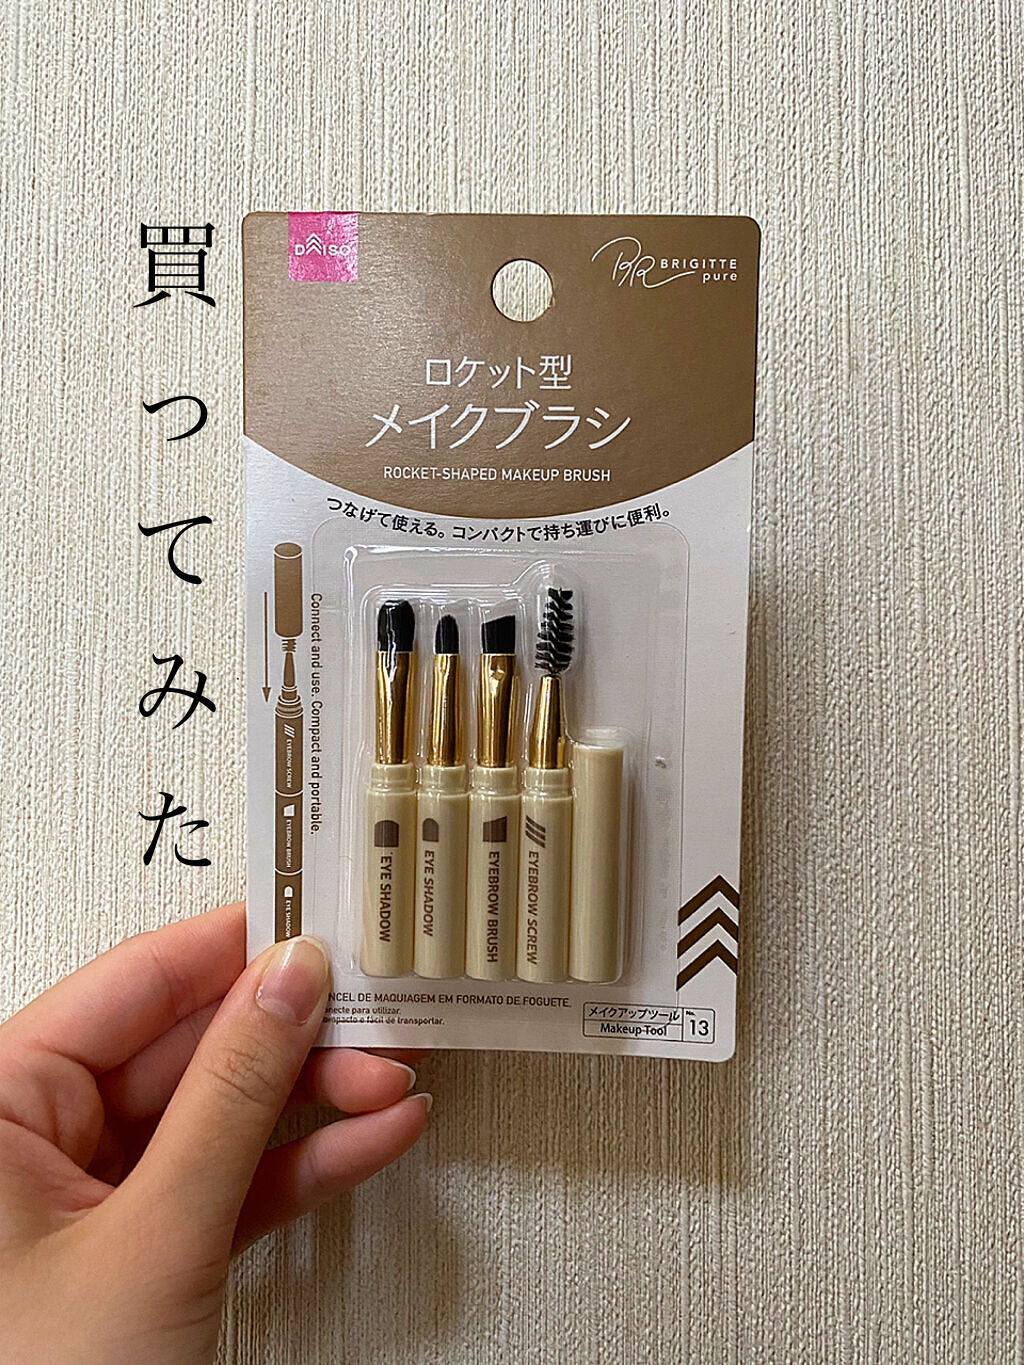 買ってみた
DAISO
BR BRIGITTE
pure
ロケット型
メイクブラシ
ROCKET-SHAPED MAKEUP BRUSH
つなげて使える。コンパクトで持ち運びに便利。
Connect and use. Compact and portable.
EYEBROW SCREW
EYEBROW BRUSH
EYE SHADOW
EYE SHADOW
EYE SHADOW
EYEBROW BRUSH
EYEBROW SCREW
NCEL DE MAQUIAGEM EM FORMATO DE FOGUETE.
necte para utilizar.
ompacto e fácil de transportar.
メイクアップツール
Makeup Tool
No.
13